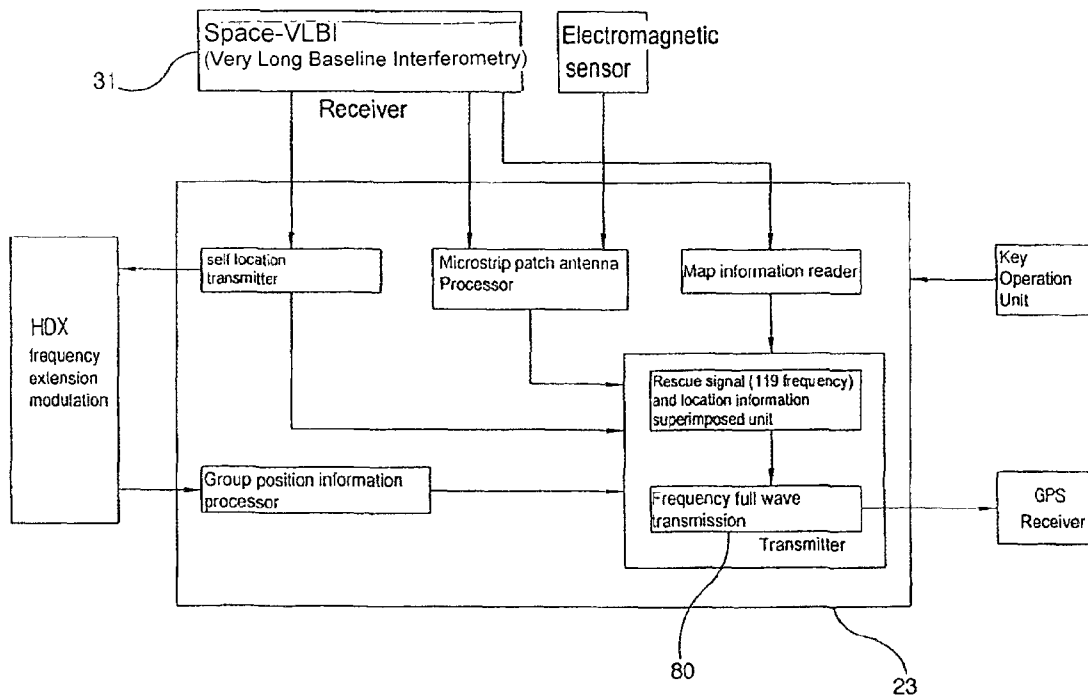 Space-VLBI
(Very Long Baseline Interferometry)
Electromagnetic
sensor
31
Receiver
self location
transmitter
Microstrip patch antenna
Processor
Map information reader
Key
Operation
Unit
HDX
frequency
extension
modulation
Rescue signal (119 frequency)
and location information
superimposed unit
Group position information
processor
Frequency full wave
transmission
Transmitter
GPS
Receiver
80
23